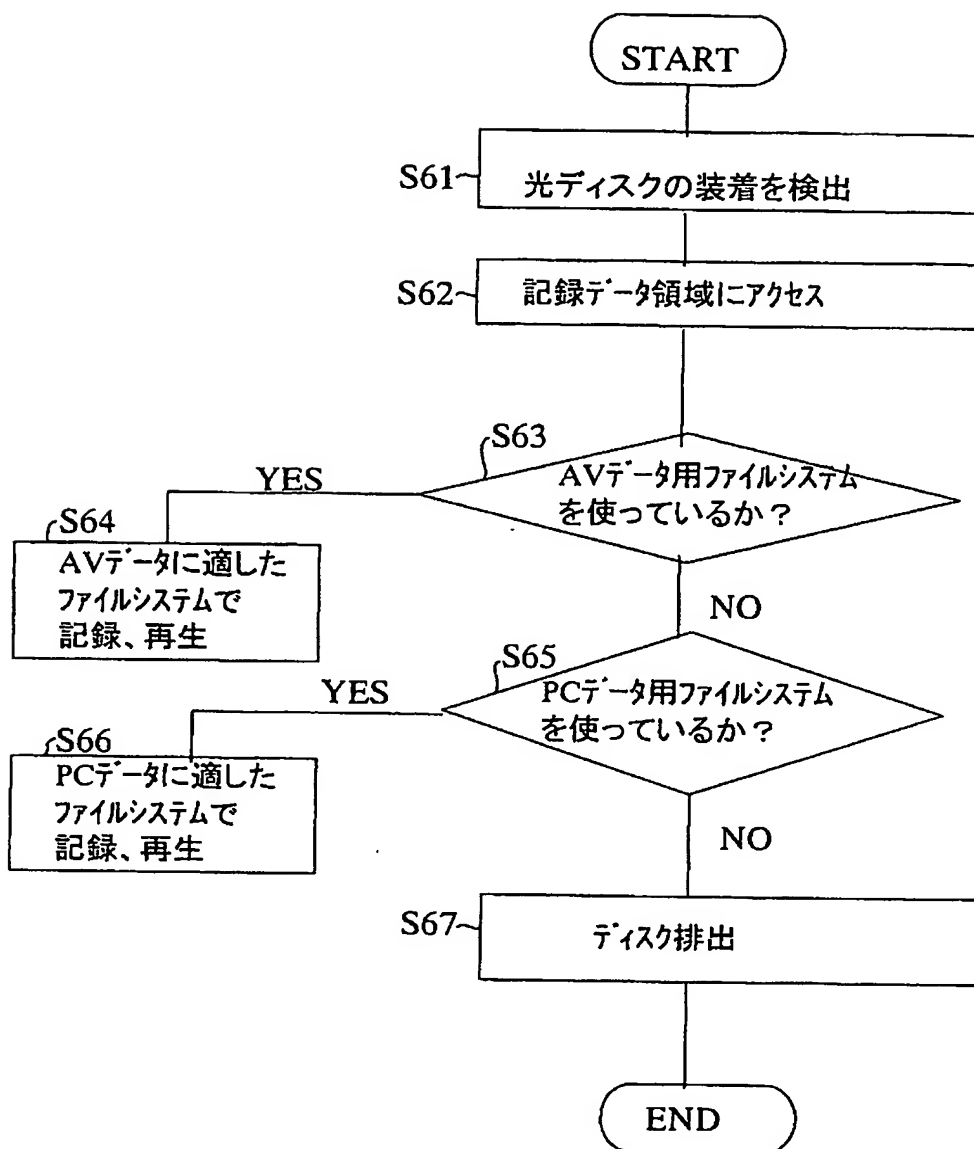 START
S61
光ディスクの装着を検出
S62
記録データ領域にアクセス
S63
AVデータ用ファイルシステム
を使っているか？
YES
S64
AVデータに適した
ファイルシステムで
記録、再生
NO
S65
PCデータ用ファイルシステム
を使っているか？
YES
S66
PCデータに適した
ファイルシステムで
記録、再生
NO
S67
ディスク排出
END